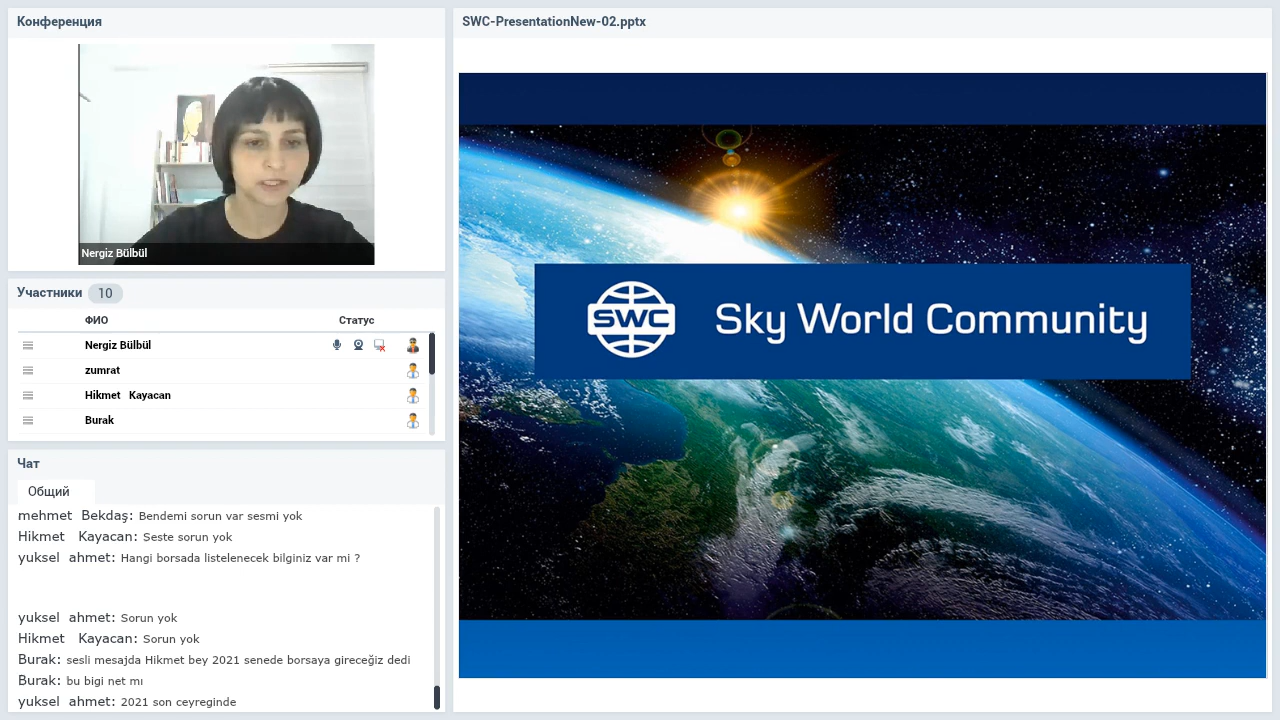 Конференция
Nergiz Bülbül
Участники 10
ФИО Статус
Nergiz Bülbül
zumrat
Hikmet Kayacan
Burak
Чат
Общий
mehmet Bekdaş: Bendemi sorun var sesmi yok
Hikmet Kayacan: Seste sorun yok
yuksel ahmet: Hangi borsada listelenecek bilginiz var mi ?
yuksel ahmet: Sorun yok
Hikmet Kayacan: Sorun yok
Burak: sesli mesajda Hikmet bey 2021 senede borsaya gireceğiz dedi
Burak: bu bigi net mı
yuksel ahmet: 2021 son ceyreginde
SWC-PresentationNew-02.pptx
SWC Sky World Community